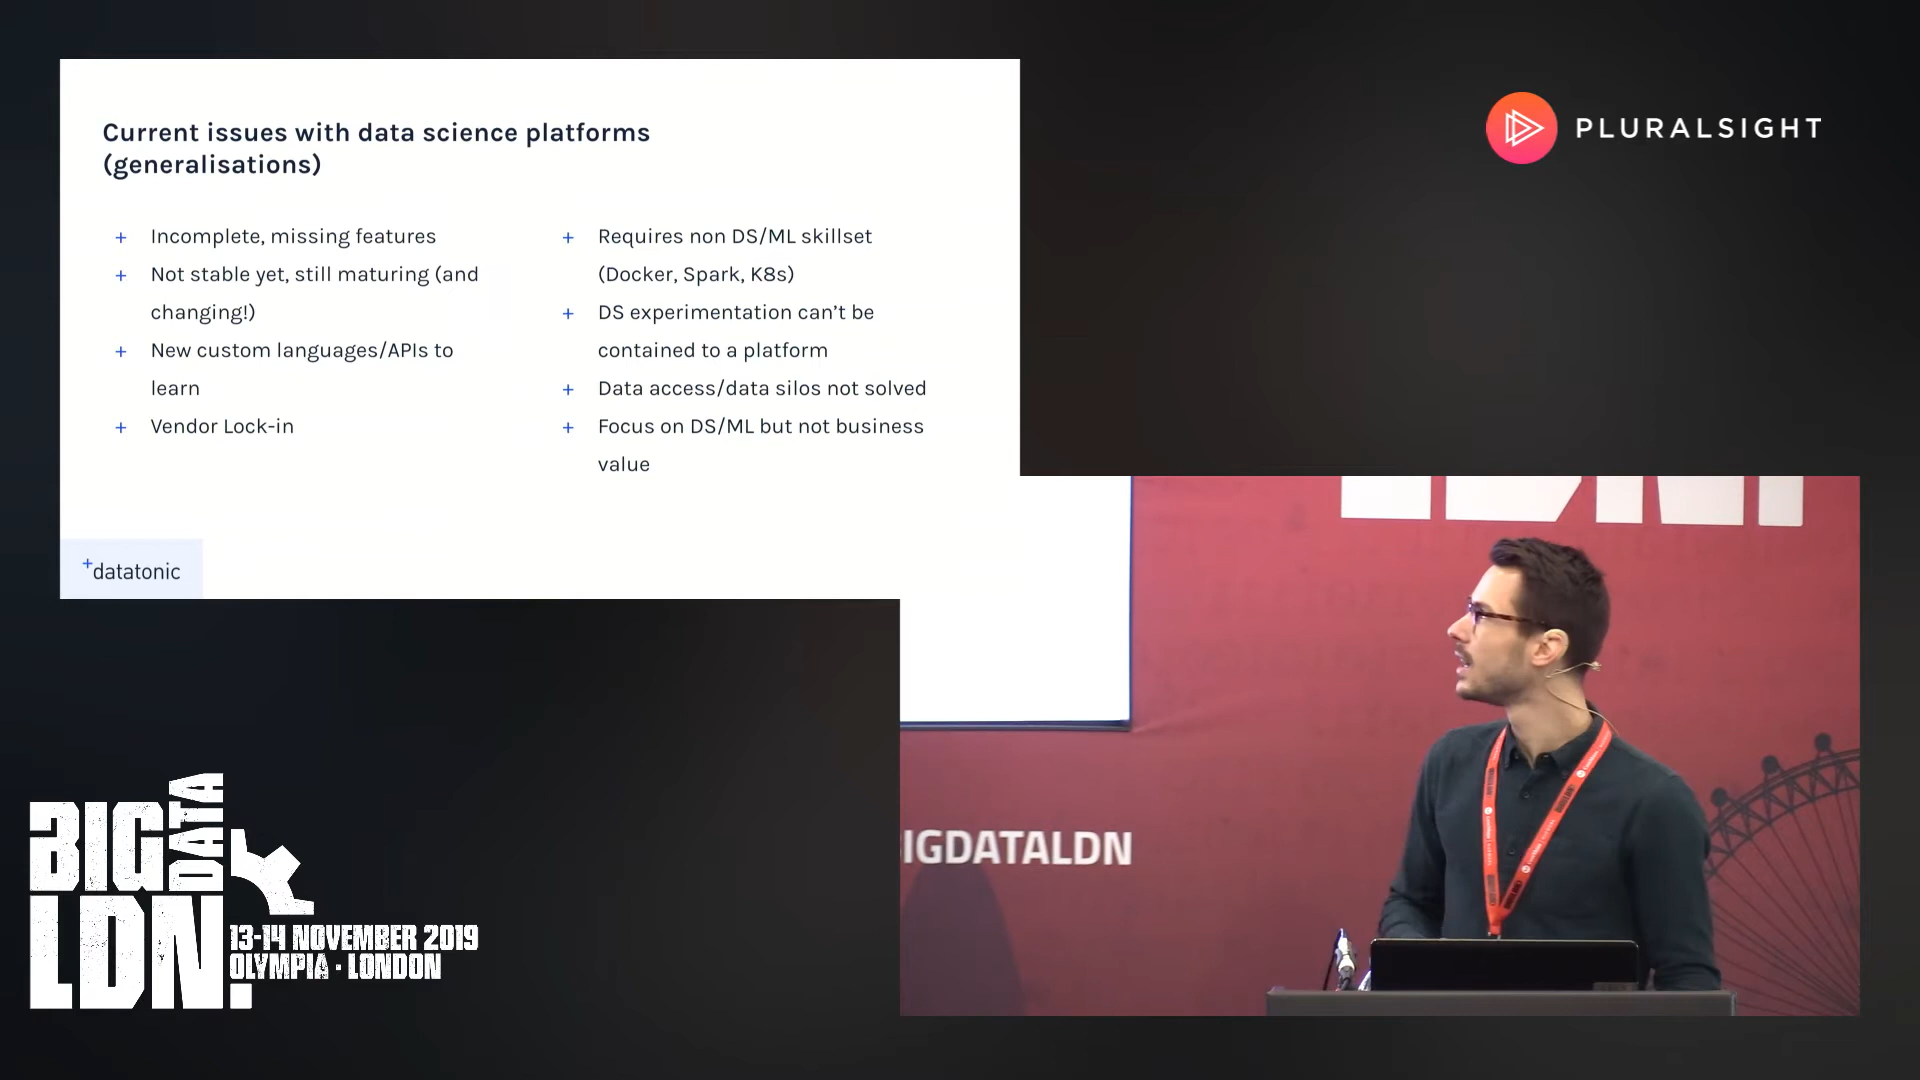 Current issues with data science platforms
(generalisations)
+ Incomplete, missing features
+ Not stable yet, still maturing (and
changing!)
+ New custom languages/APIs to
learn
+ Vendor Lock-in
+ Requires non DS/ML skillset
(Docker, Spark, K8s)
+ DS experimentation can’t be
contained to a platform
+ Data access/data silos not solved
+ Focus on DS/ML but not business
value
+datatonic
PLURALSIGHT
IGDATALDN
BIG
DATA
LDN.
13-14 NOVEMBER 2019
OLYMPIA · LONDON